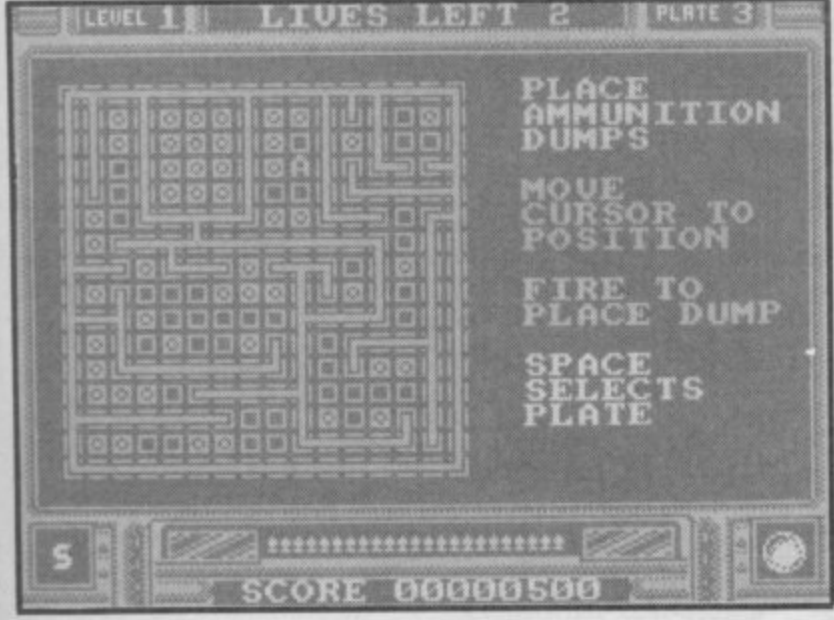 LEVEL 1 LIVES LEFT 2 PLATE 3
PLACE
AMMUNITION
DUMPS
MOVE
CURSOR TO
POSITION
FIRE TO
PLACE DUMP
SPACE
SELECTS
PLATE
A
S
SCORE 00000500